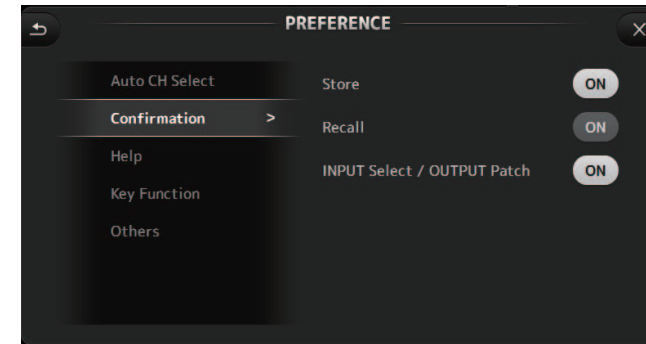 PREFERENCE
Auto CH Select
Confirmation >
Help
Key Function
Others
Store ON
Recall ON
INPUT Select / OUTPUT Patch ON